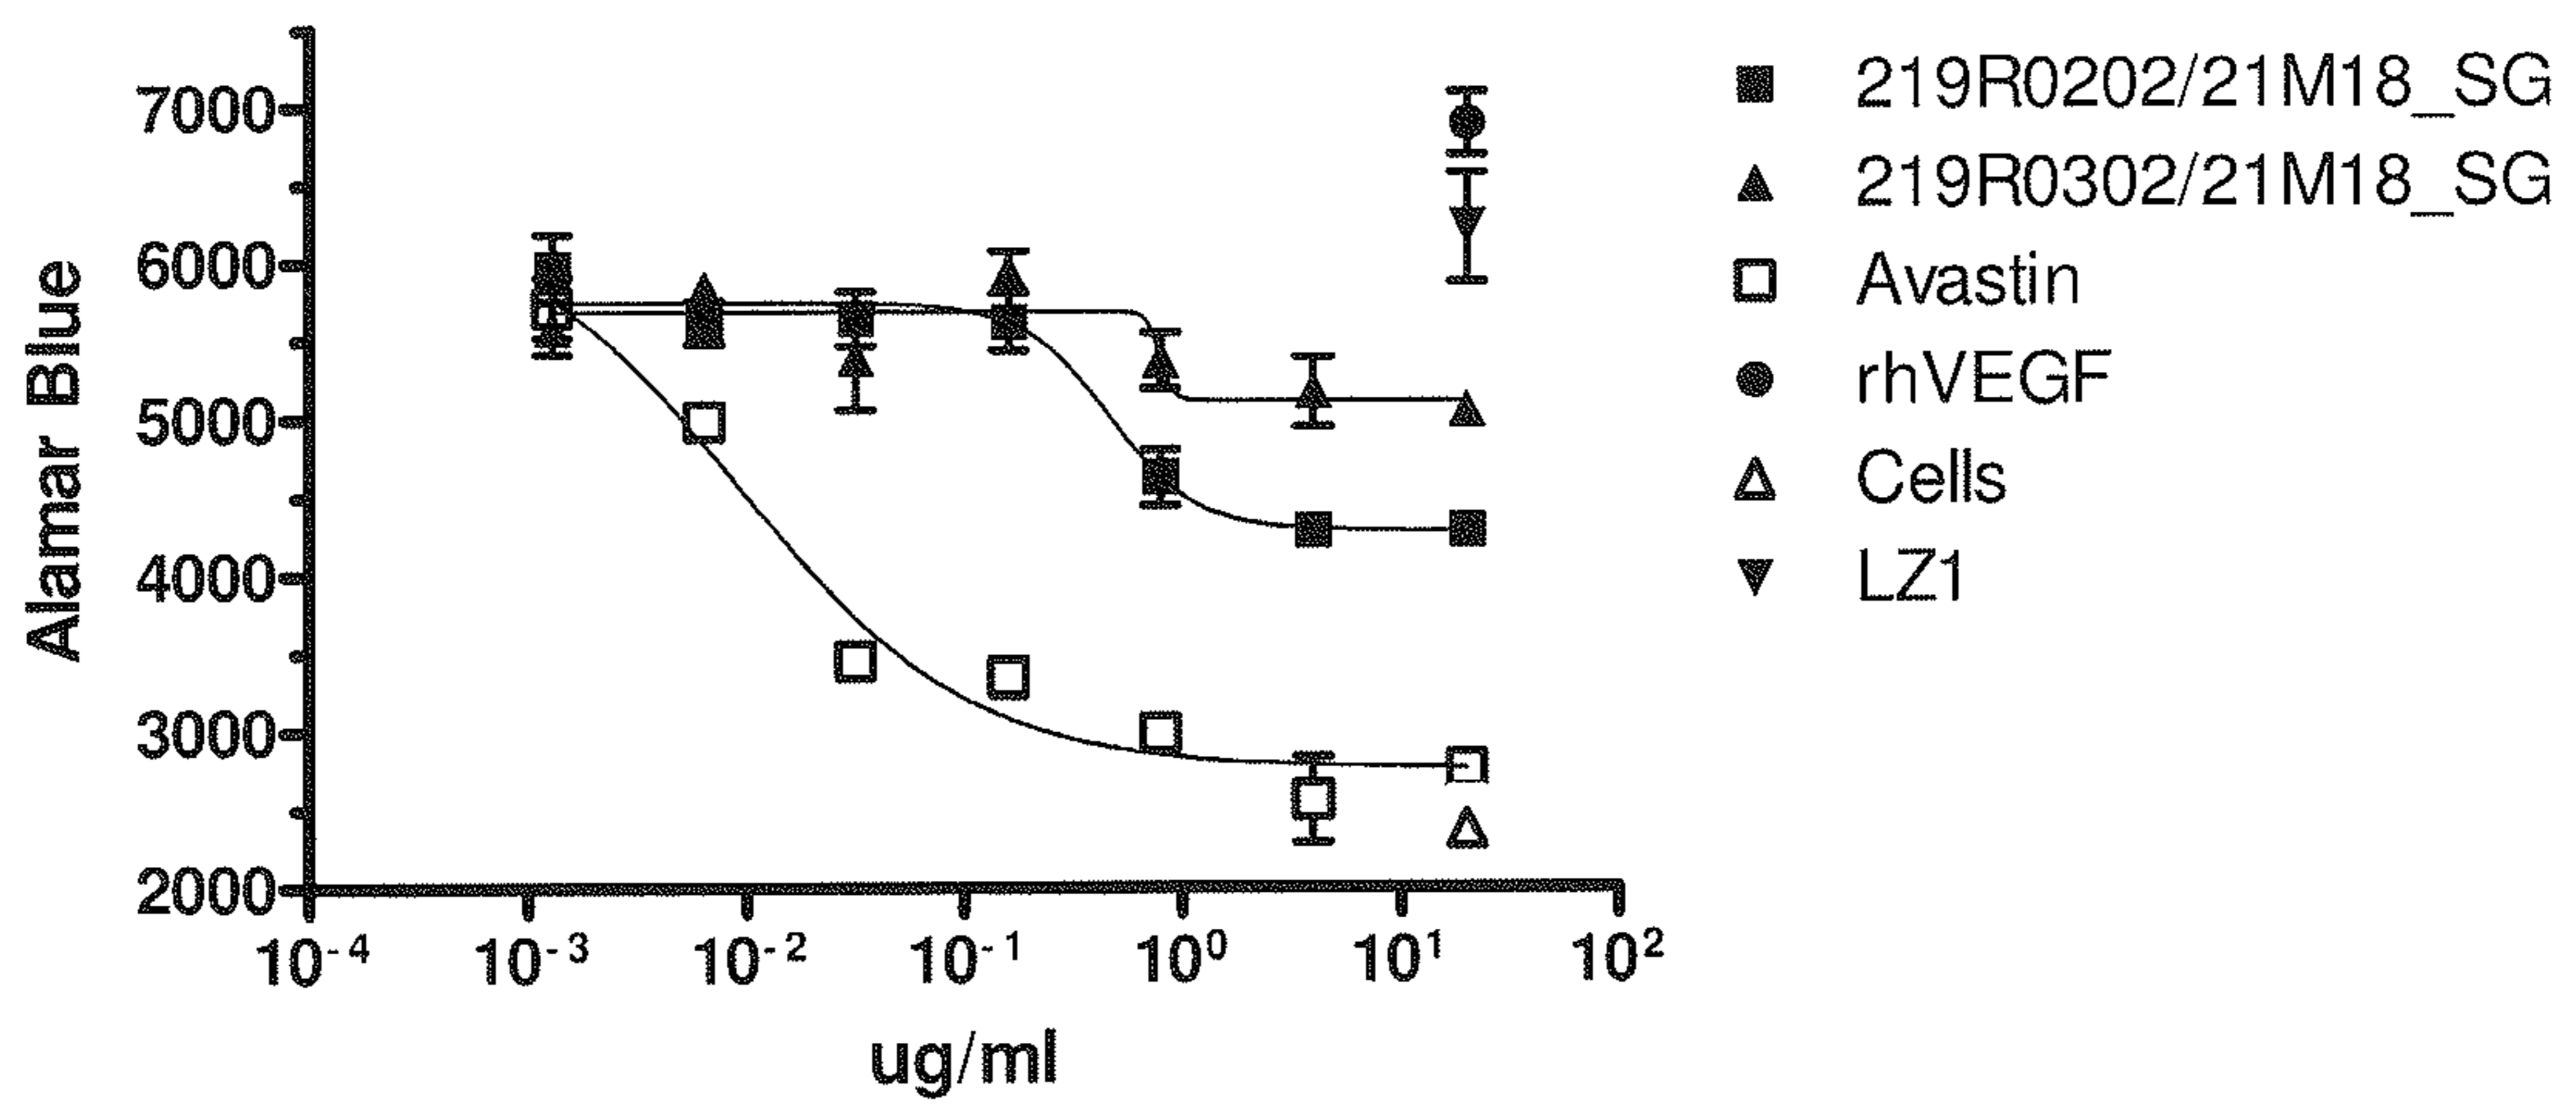 Alamar Blue
7000
6000
5000
4000
3000
2000
10⁻⁴ 10⁻³ 10⁻² 10⁻¹ 10⁰ 10¹ 10²
ug/ml
219R0202/21M18_SG
219R0302/21M18_SG
Avastin
rhVEGF
Cells
LZ1